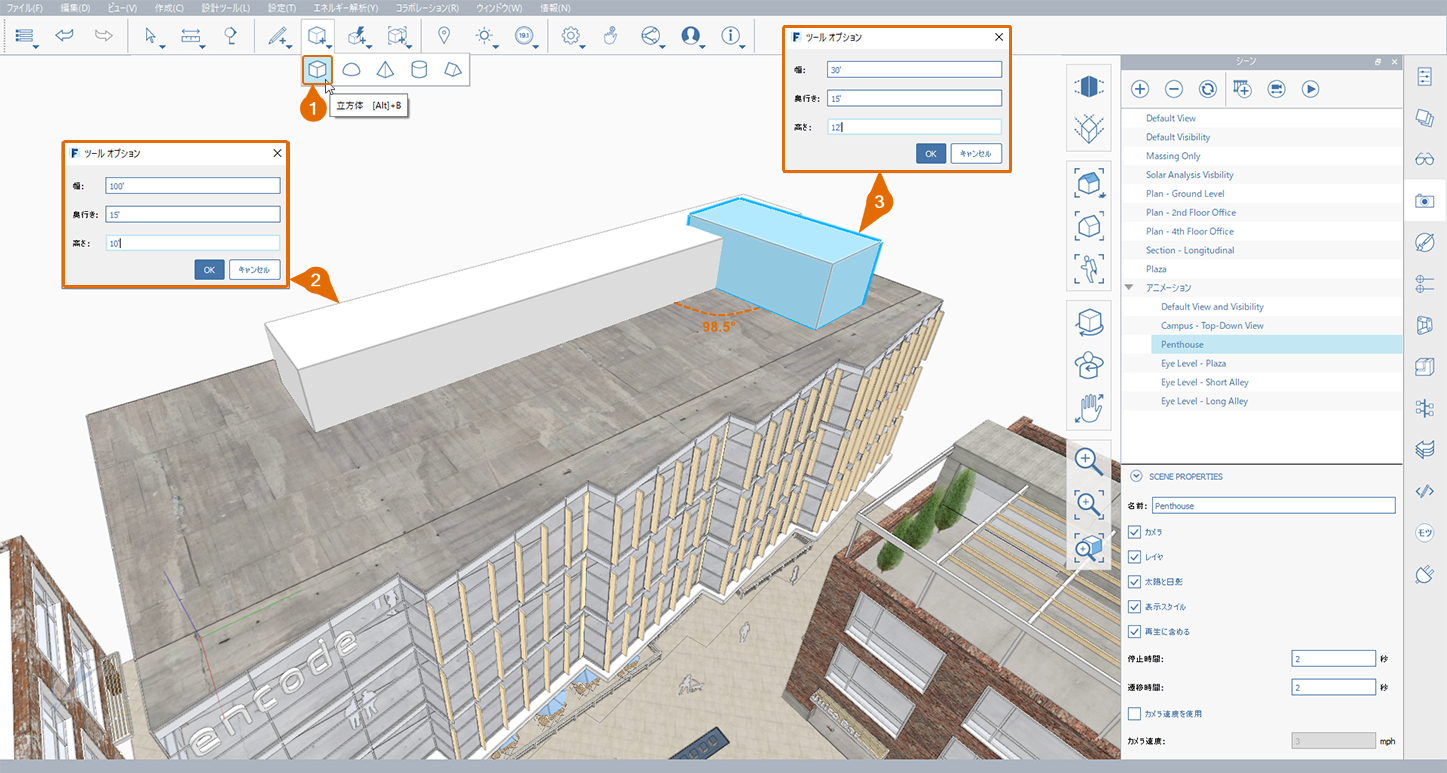 ファイル(F) 編集(D) ビュー(V) 作成(C) 設計ツール(L) 設定(T) エネルギー解析(Y) コラボレーション(R) ウィンドウ(W) 情報(N)
191
1
立方体 [Alt]+B
F ツール オプション
幅: 100'
奥行き: 15'
高さ: 10'
OK キャンセル
2
F ツール オプション
幅: 30'
奥行き: 15'
高さ: 12'
OK キャンセル
3
98.5°
encode
シーン
Default View
Default Visibility
Massing Only
Solar Analysis Visibility
Plan - Ground Level
Plan - 2nd Floor Office
Plan - 4th Floor Office
Section - Longitudinal
Plaza
アニメーション
Default View and Visibility
Campus - Top-Down View
Penthouse
Eye Level - Plaza
Eye Level - Short Alley
Eye Level - Long Alley
SCENE PROPERTIES
名前: Penthouse
カメラ
レイヤ
太陽と日影
表示スタイル
再生に含める
停止時間: 2 秒
遷移時間: 2 秒
カメラ速度を使用
カメラ速度: 3 mph
モツ